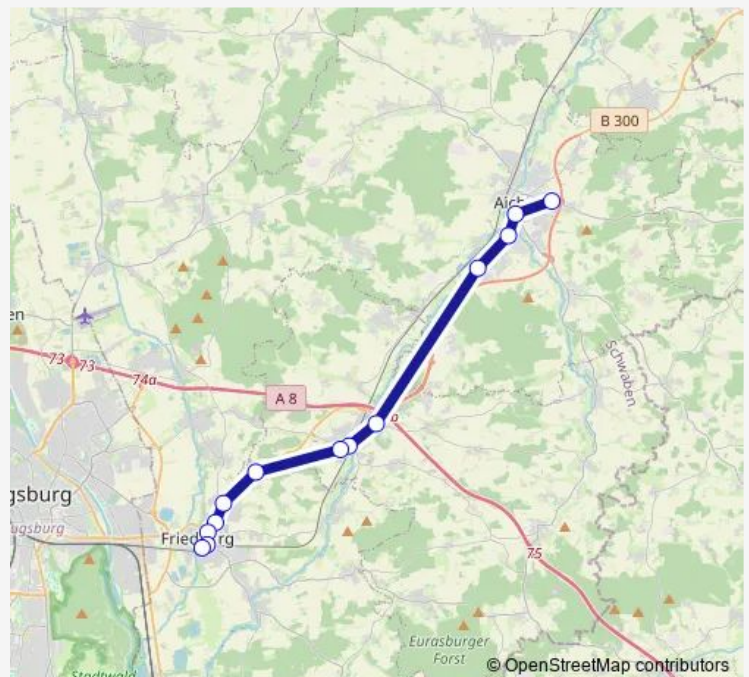 B 300
Aich
en
73
73
74a
A 8
Schwaben
gsburg
ugsburg
Friedberg
75
Eurasburger
Forst
Stadtwald
© OpenStreetMap contributors